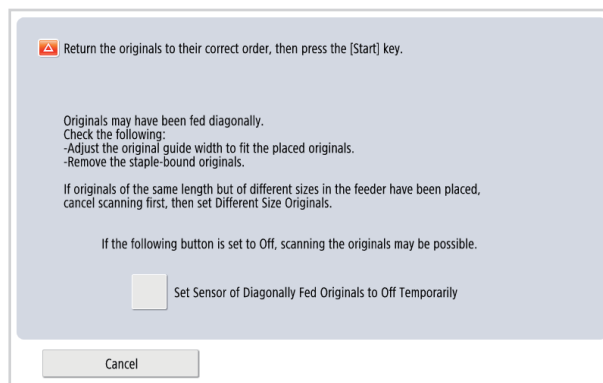 Return the originals to their correct order, then press the [Start] key.
Originals may have been fed diagonally.
Check the following:
-Adjust the original guide width to fit the placed originals.
-Remove the staple-bound originals.
If originals of the same length but of different sizes in the feeder have been placed,
cancel scanning first, then set Different Size Originals.
If the following button is set to Off, scanning the originals may be possible.
Set Sensor of Diagonally Fed Originals to Off Temporarily
Cancel